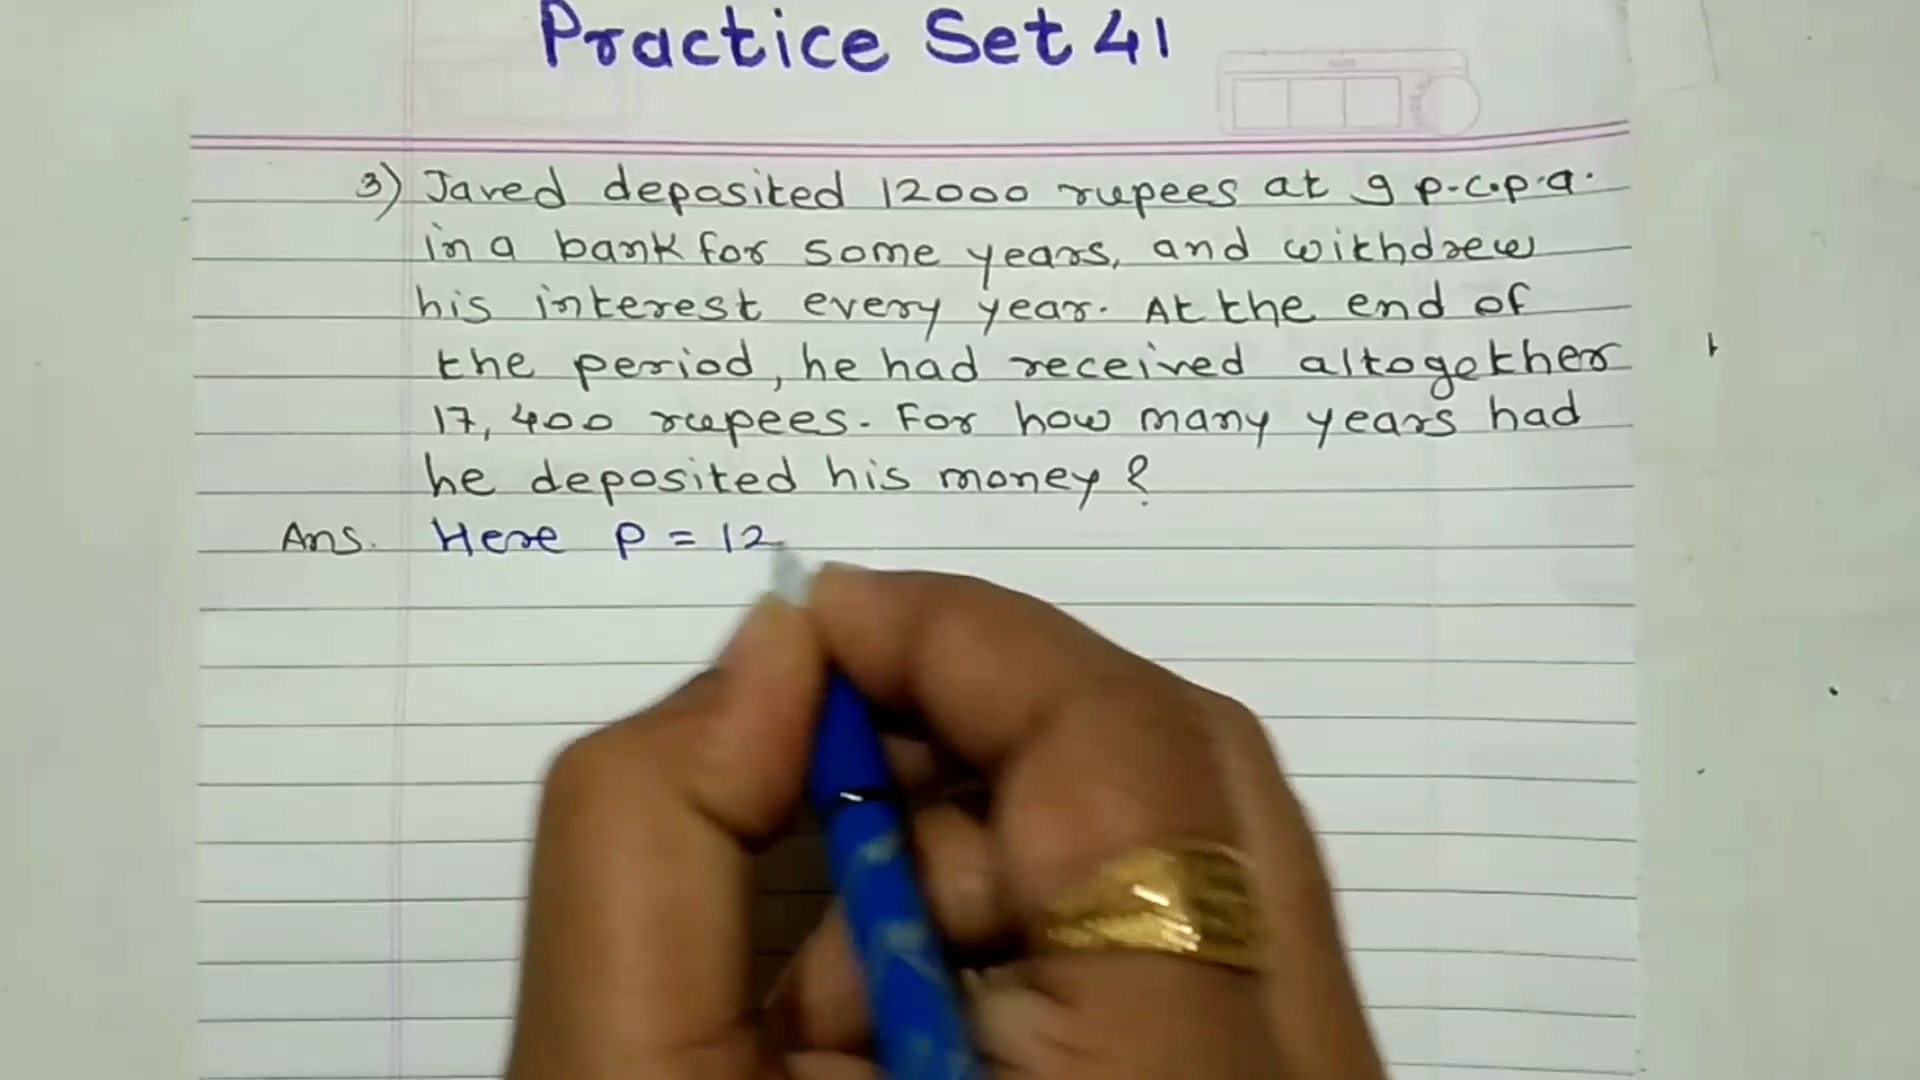 Practice Set 41
3) Javed deposited 12000 rupees at 9 p.c.p.a.
in a bank for some years, and withdrew
his interest every year. At the end of
the period, he had received altogether
17,400 rupees. For how many years had
he deposited his money?
Ans. Here P = 12